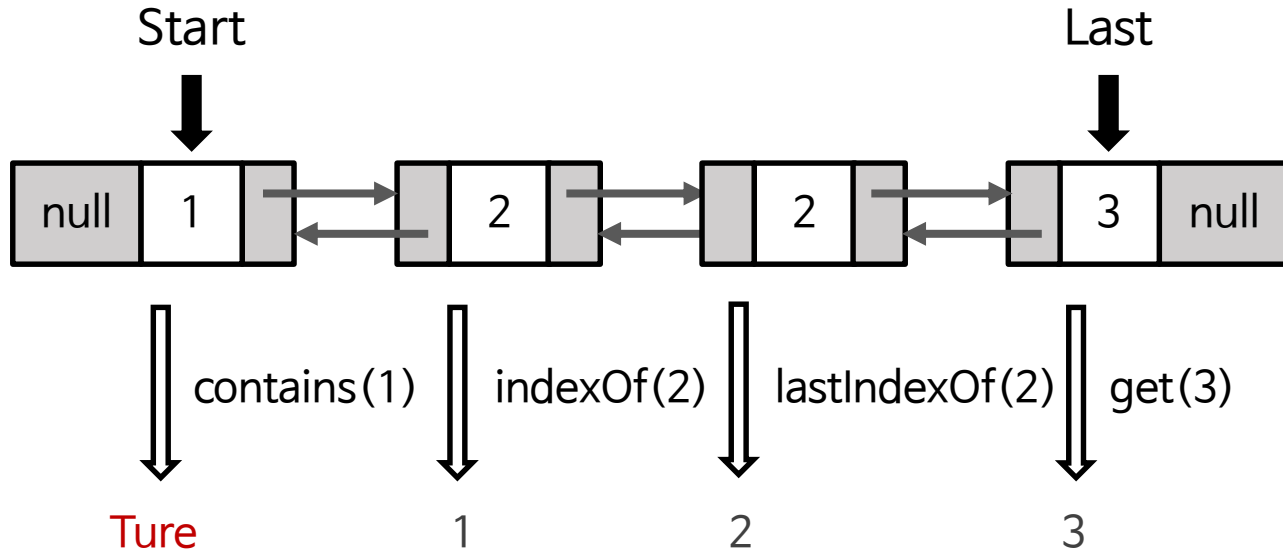 Start Last
null 1 2 2 3 null
contains(1) indexOf(2) lastIndexOf(2) get(3)
Ture 1 2 3